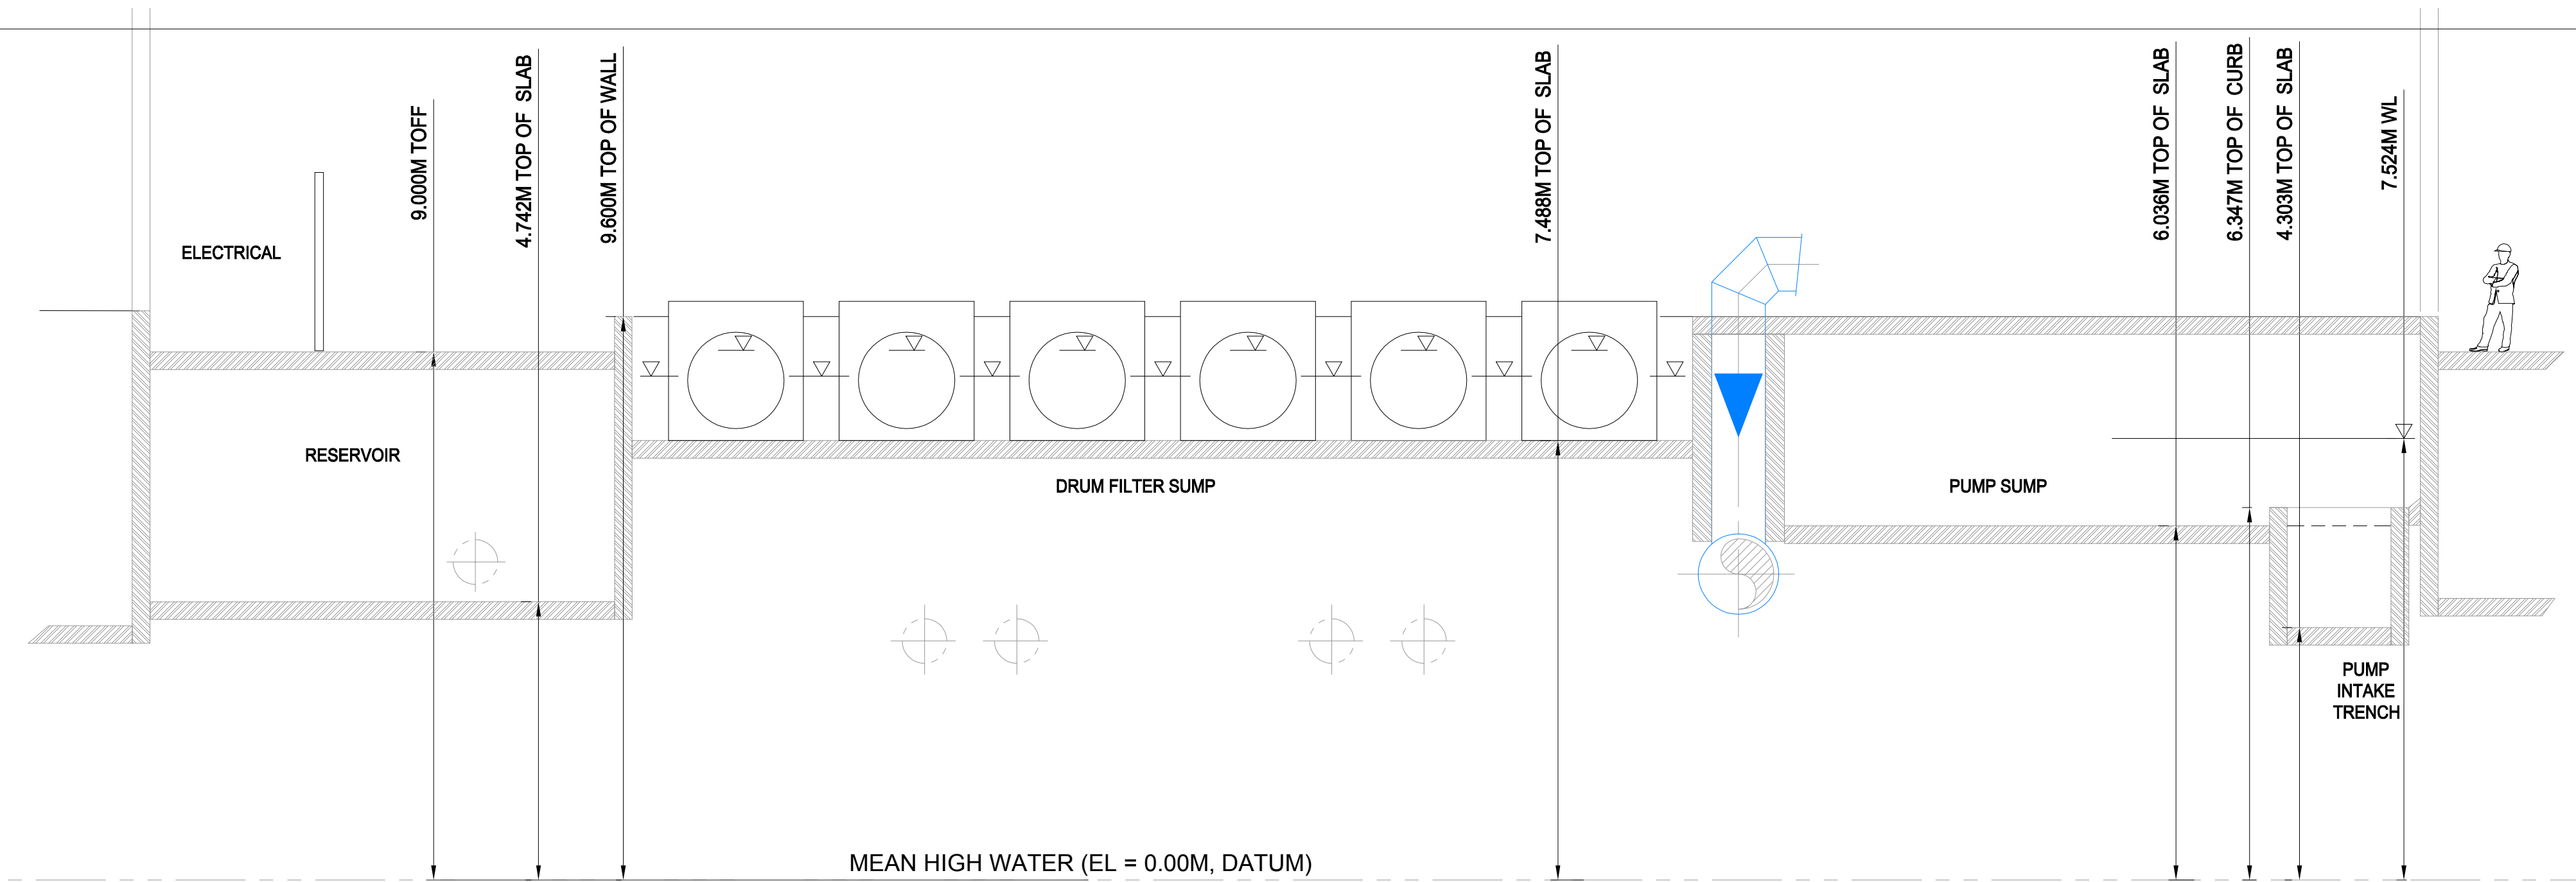 9.000M TOFF
4.742M TOP OF SLAB
9.600M TOP OF WALL
7.488M TOP OF SLAB
6.036M TOP OF SLAB
6.347M TOP OF CURB
4.303M TOP OF SLAB
7.524M WL
ELECTRICAL
RESERVOIR
DRUM FILTER SUMP
PUMP SUMP
PUMP
INTAKE
TRENCH
MEAN HIGH WATER (EL = 0.00M, DATUM)